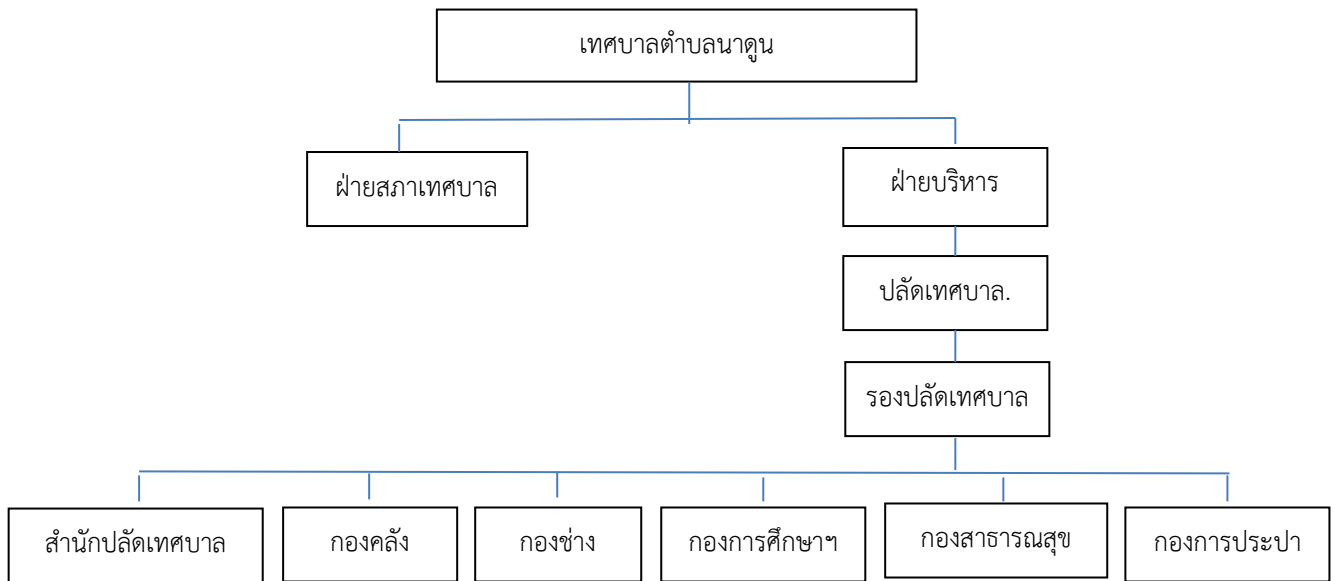 เทศบาลตำบลนาดูน
ฝ่ายสภาเทศบาล
ฝ่ายบริหาร
ปลัดเทศบาล.
รองปลัดเทศบาล
สำนักปลัดเทศบาล
กองคลัง
กองช่าง
กองการศึกษาฯ
กองสาธารณสุข
กองการประปา